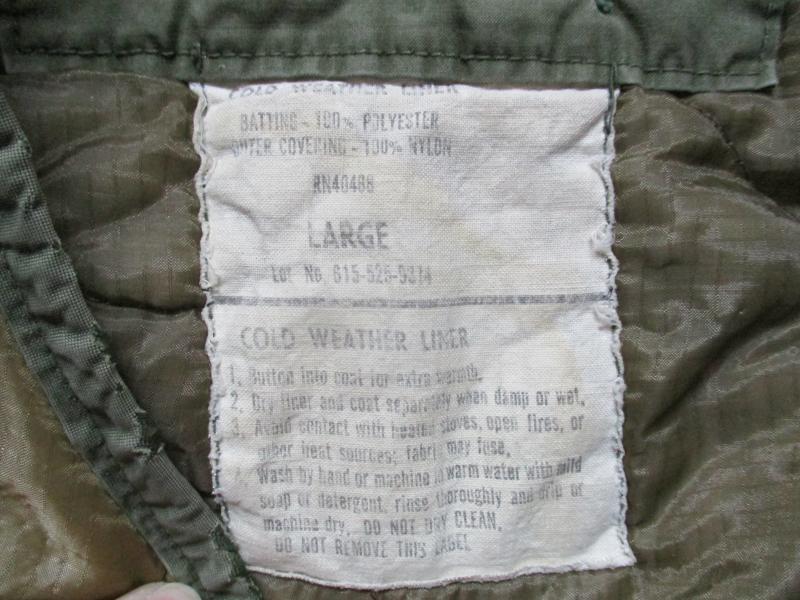 COLD WEATHER LINER
BATTING - 100% POLYESTER
OUTER COVERING - 100% NYLON
RN40488
LARGE
Lot No. 615-526-9314
COLD WEATHER LINER
1. Button into coat for extra warmth.
2. Dry liner and coat separately when damp or wet.
3. Avoid contact with heated stoves, open fires, or
other heat sources; fabric may fuse.
Wash by hand or machine in warm water with mild
soap or detergent, rinse thoroughly and drip or
machine dry. DO NOT DRY CLEAN.
DO NOT REMOVE THIS LABEL